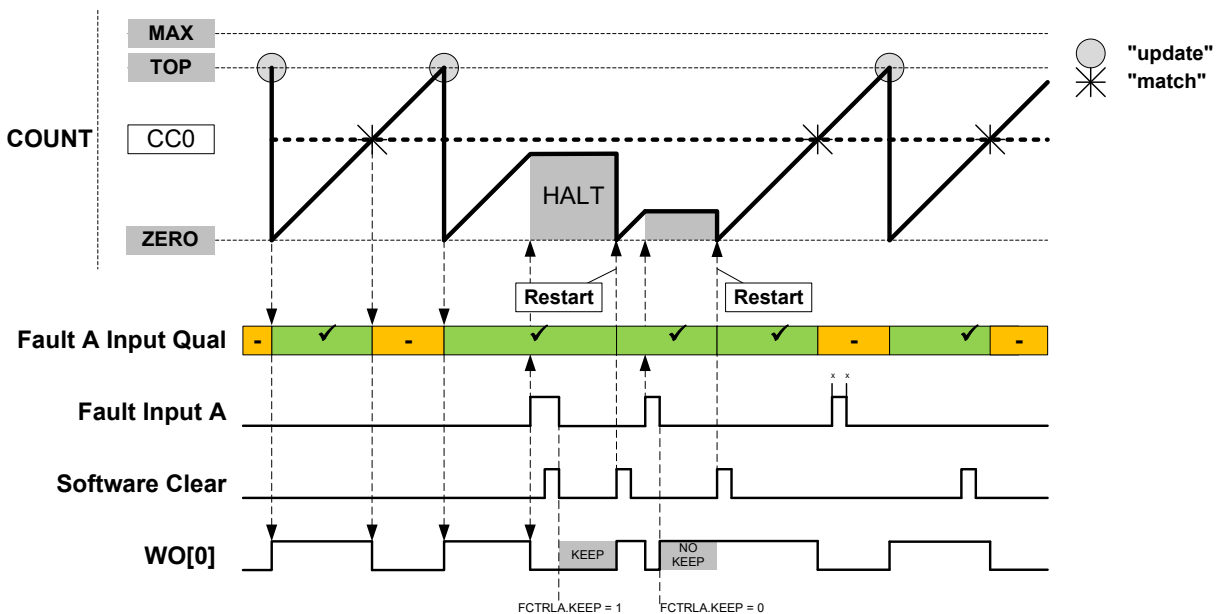 MAX
TOP
"update"
"match"
COUNT
CC0
HALT
ZERO
Restart
Restart
Fault A Input Qual
- ✓ - ✓ ✓ ✓ - ✓ -
x x
Fault Input A
Software Clear
WO[0]
KEEP
NO
KEEP
FCTRLA.KEEP = 1
FCTRLA.KEEP = 0